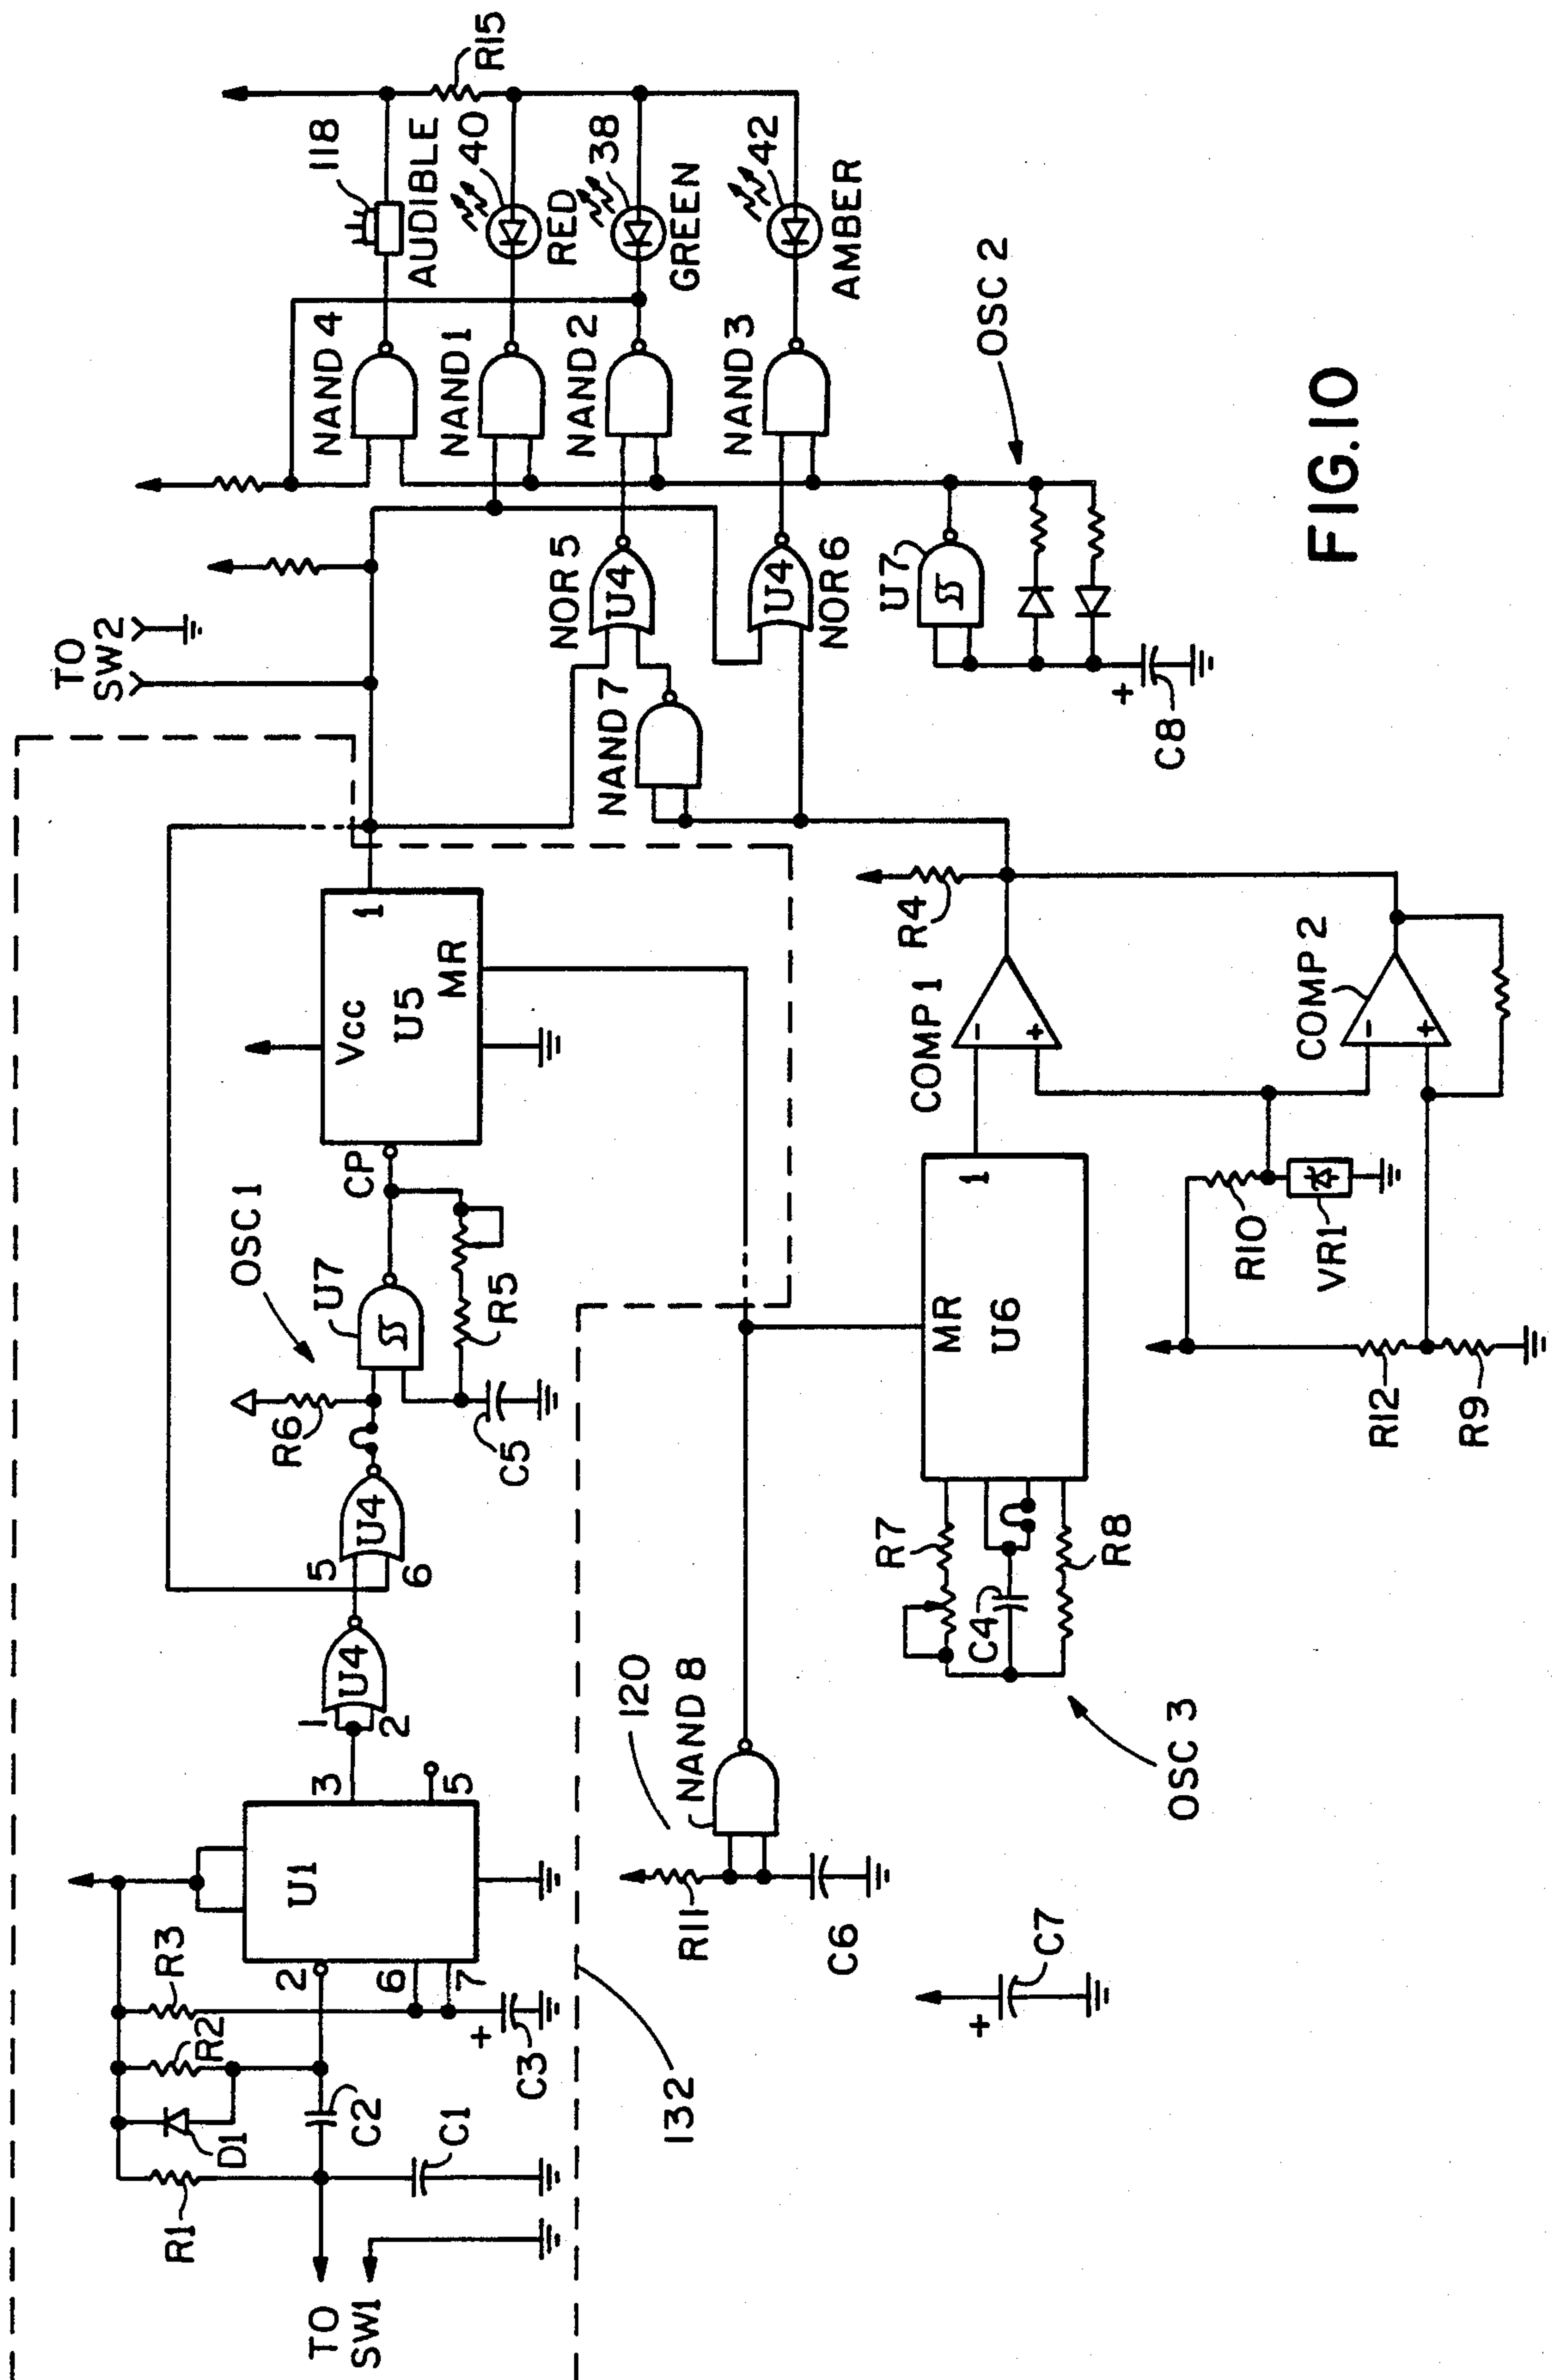 118
AUDIBLE
R15
40
RED
38
GREEN
42
AMBER
NAND 4
NAND 1
NAND 2
NAND 3
OSC 2
TO
SW2
NOR 5
U4
U4
NOR 6
U7
C8
+
NAND 7
1
Vcc
U5
MR
CP
OSC 1
U7
R5
R6
C5
U4
5
6
U4
1
2
3
5
U1
2
6
7
R3
R2
D1
R1
C2
C1
C3
+
TO
SW1
132
120
NAND 8
R11
C6
C7
+
R4
COMP 1
-
+
COMP 2
-
+
1
MR
U6
R7
C4
R8
OSC 3
R10
VR1
R12
R9
FIG. 10